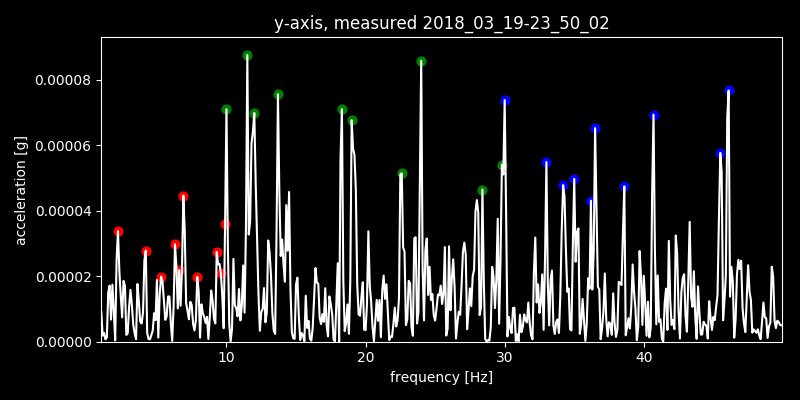 y-axis, measured 2018_03_19-23_50_02
acceleration [g]
0.00008
0.00006
0.00004
0.00002
0.00000
10 20 30 40
frequency [Hz]